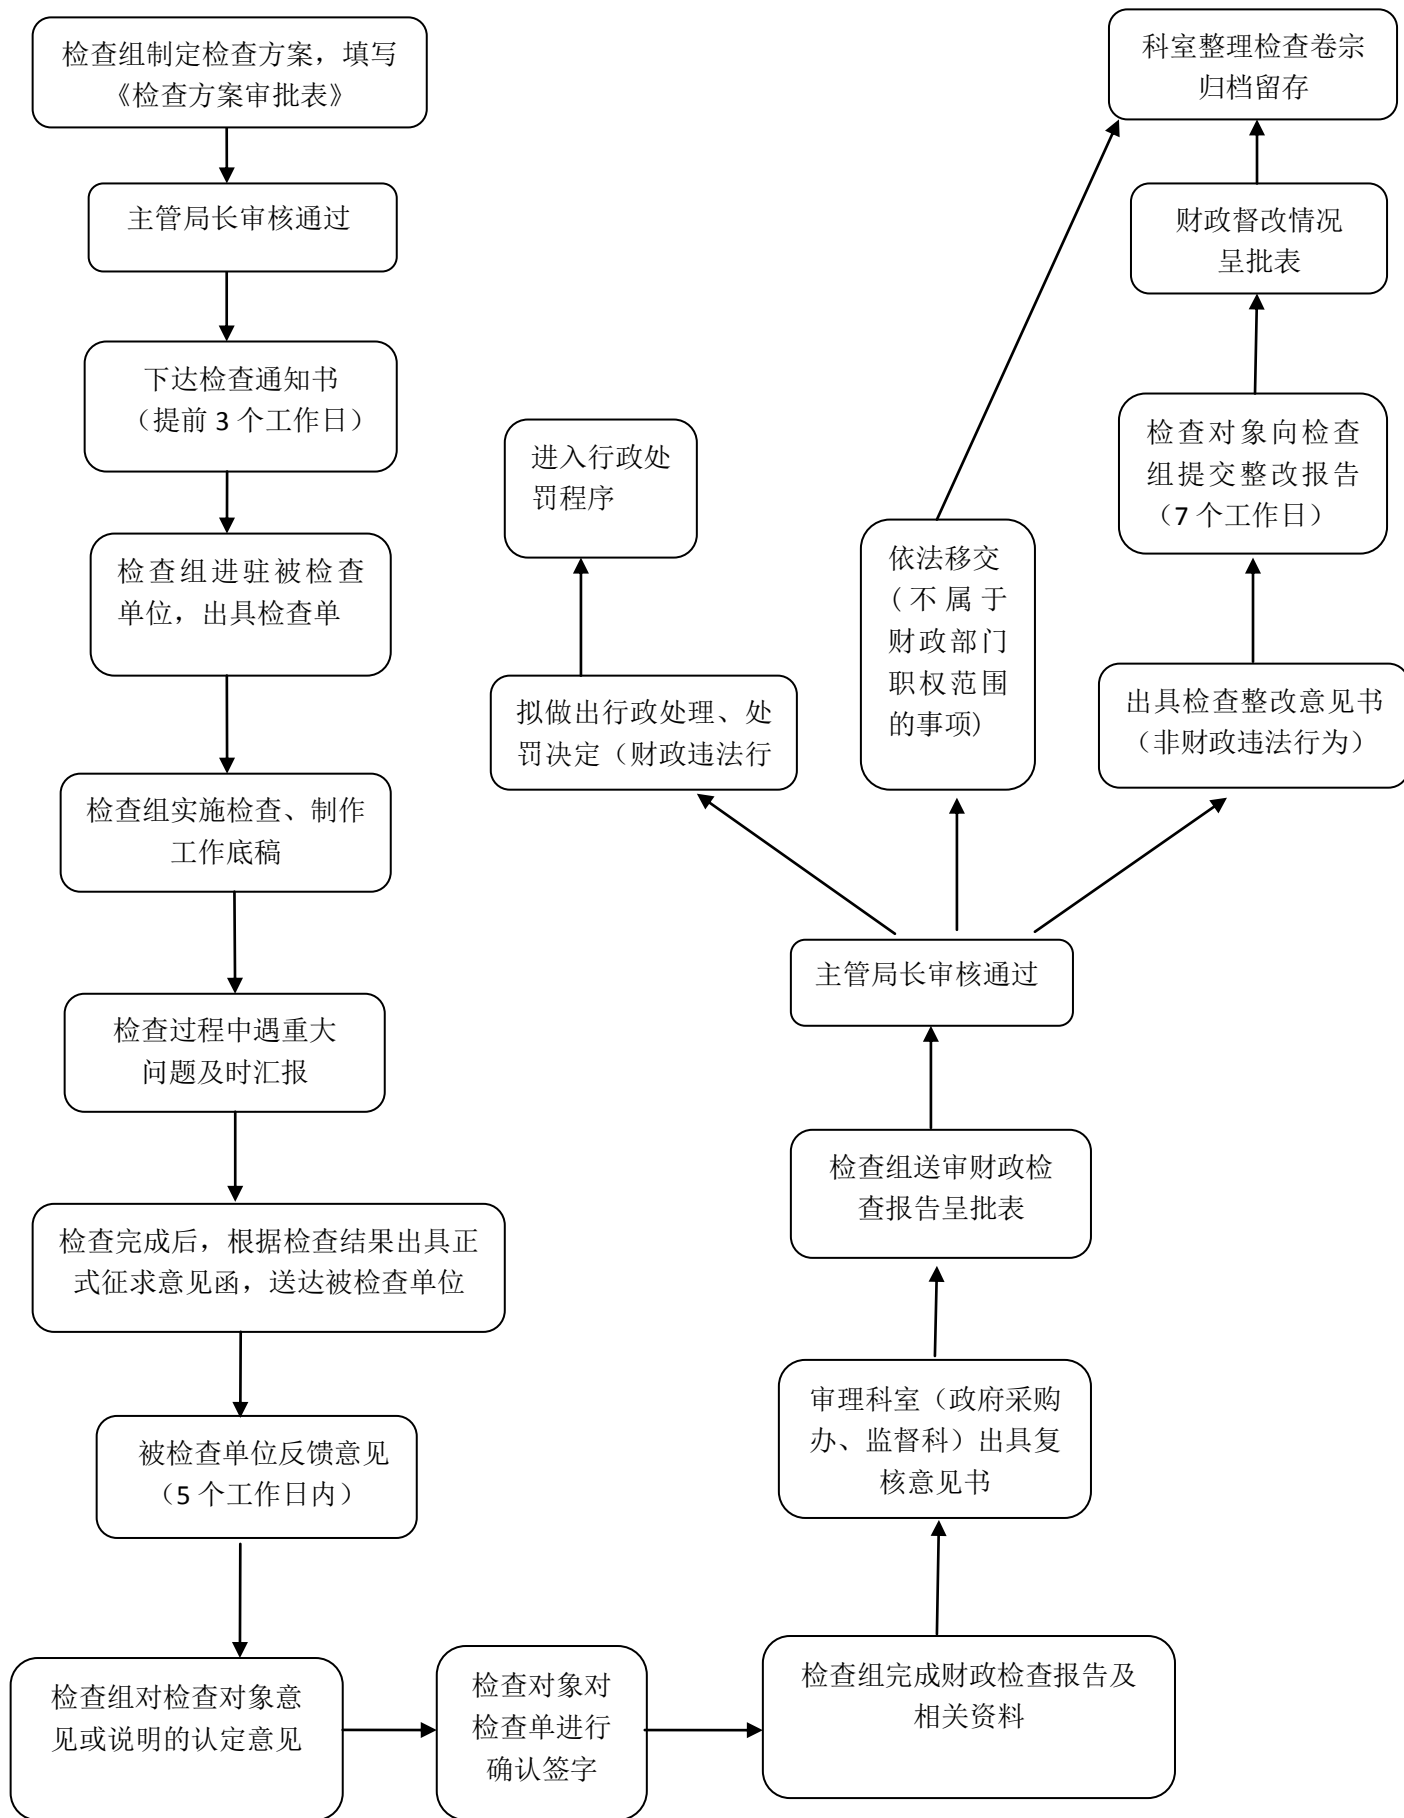 检查组制定检查方案，填写
《检查方案审批表》
主管局长审核通过
下达检查通知书
（提前 3 个工作日）
检查组进驻被检查
单位，出具检查单
检查组实施检查、制作
工作底稿
检查过程中遇重大
问题及时汇报
检查完成后，根据检查结果出具正
式征求意见函，送达被检查单位
被检查单位反馈意见
（5 个工作日内）
检查组对检查对象意
见或说明的认定意见
检查对象对
检查单进行
确认签字
检查组完成财政检查报告及
相关资料
审理科室（政府采购
办、监督科）出具复
核意见书
检查组送审财政检
查报告呈批表
主管局长审核通过
拟做出行政处理、处
罚决定（财政违法行
进入行政处
罚程序
依法移交
(不属于
财政部门
职权范围
的事项)
出具检查整改意见书
（非财政违法行为）
检查对象向检查
组提交整改报告
（7 个工作日）
财政督改情况
呈批表
科室整理检查卷宗
归档留存